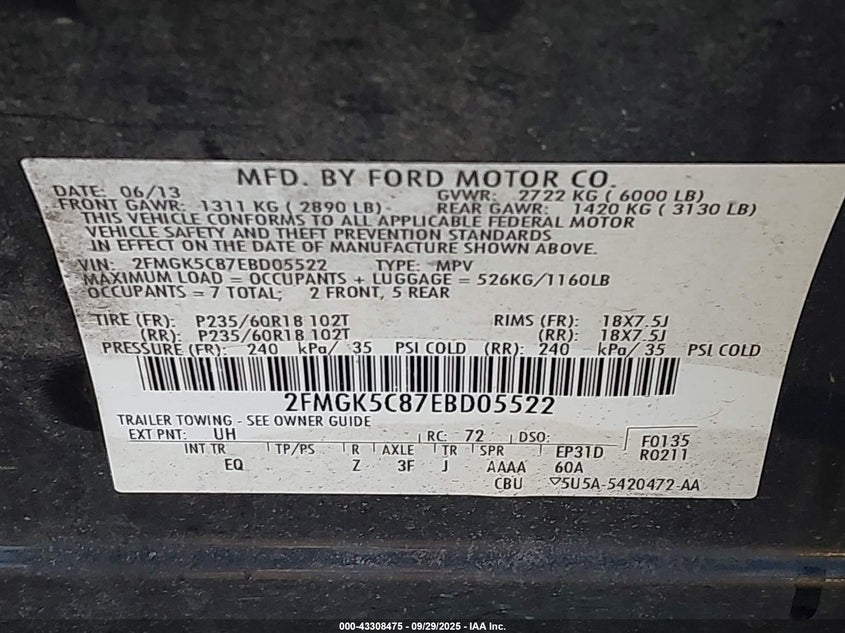 MFD. BY FORD MOTOR CO.
DATE: 06/13 GVWR: 2722 KG ( 6000 LB)
FRONT GAWR: 1311 KG ( 2890 LB) REAR GAWR: 1420 KG ( 3130 LB)
THIS VEHICLE CONFORMS TO ALL APPLICABLE FEDERAL MOTOR
VEHICLE SAFETY AND THEFT PREVENTION STANDARDS
IN EFFECT ON THE DATE OF MANUFACTURE SHOWN ABOVE.
VIN: 2FMGK5C87EBD05522 TYPE: MPV
MAXIMUM LOAD = OCCUPANTS + LUGGAGE = 526KG/1160LB
OCCUPANTS = 7 TOTAL; 2 FRONT, 5 REAR
TIRE (FR): P235/60R18 102T RIMS (FR): 18X7.5J
(RR): P235/60R18 102T (RR): 18X7.5J
PRESSURE (FR): 240 kPa/ 35 PSI COLD (RR): 240 kPa/ 35 PSI COLD
2FMGK5C87EBD05522
TRAILER TOWING - SEE OWNER GUIDE
EXT PNT: UH RC: 72 DSO: F0135
INT TR TP/PS R AXLE TR SPR EP31D R0211
EQ Z 3F J AAAA 60A
CBU ▽5U5A-5420472-AA
000-43308475 - 09/29/2025 - IAA Inc.